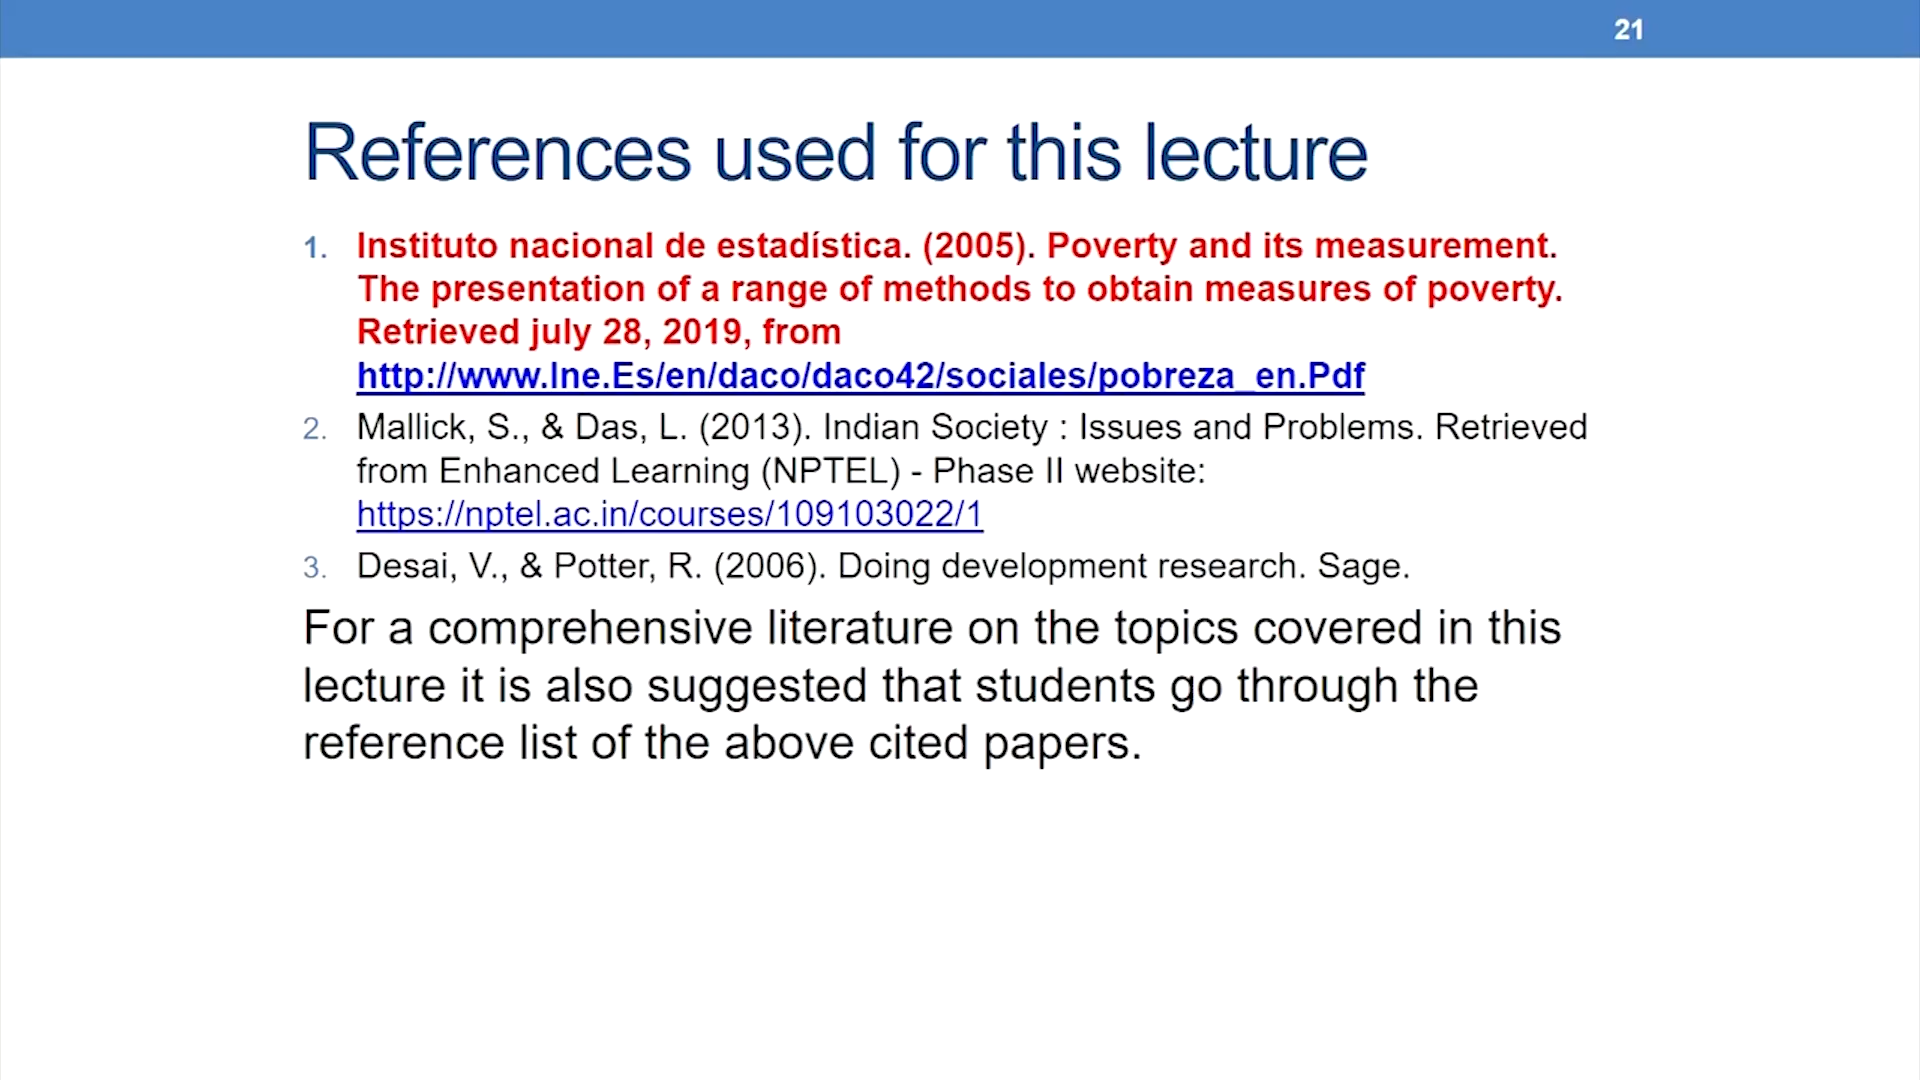 21
References used for this lecture
1. Instituto nacional de estadística. (2005). Poverty and its measurement.
The presentation of a range of methods to obtain measures of poverty.
Retrieved july 28, 2019, from
http://www.Ine.Es/en/daco/daco42/sociales/pobreza_en.Pdf
2. Mallick, S., & Das, L. (2013). Indian Society : Issues and Problems. Retrieved
from Enhanced Learning (NPTEL) - Phase II website:
https://nptel.ac.in/courses/109103022/1
3. Desai, V., & Potter, R. (2006). Doing development research. Sage.
For a comprehensive literature on the topics covered in this
lecture it is also suggested that students go through the
reference list of the above cited papers.